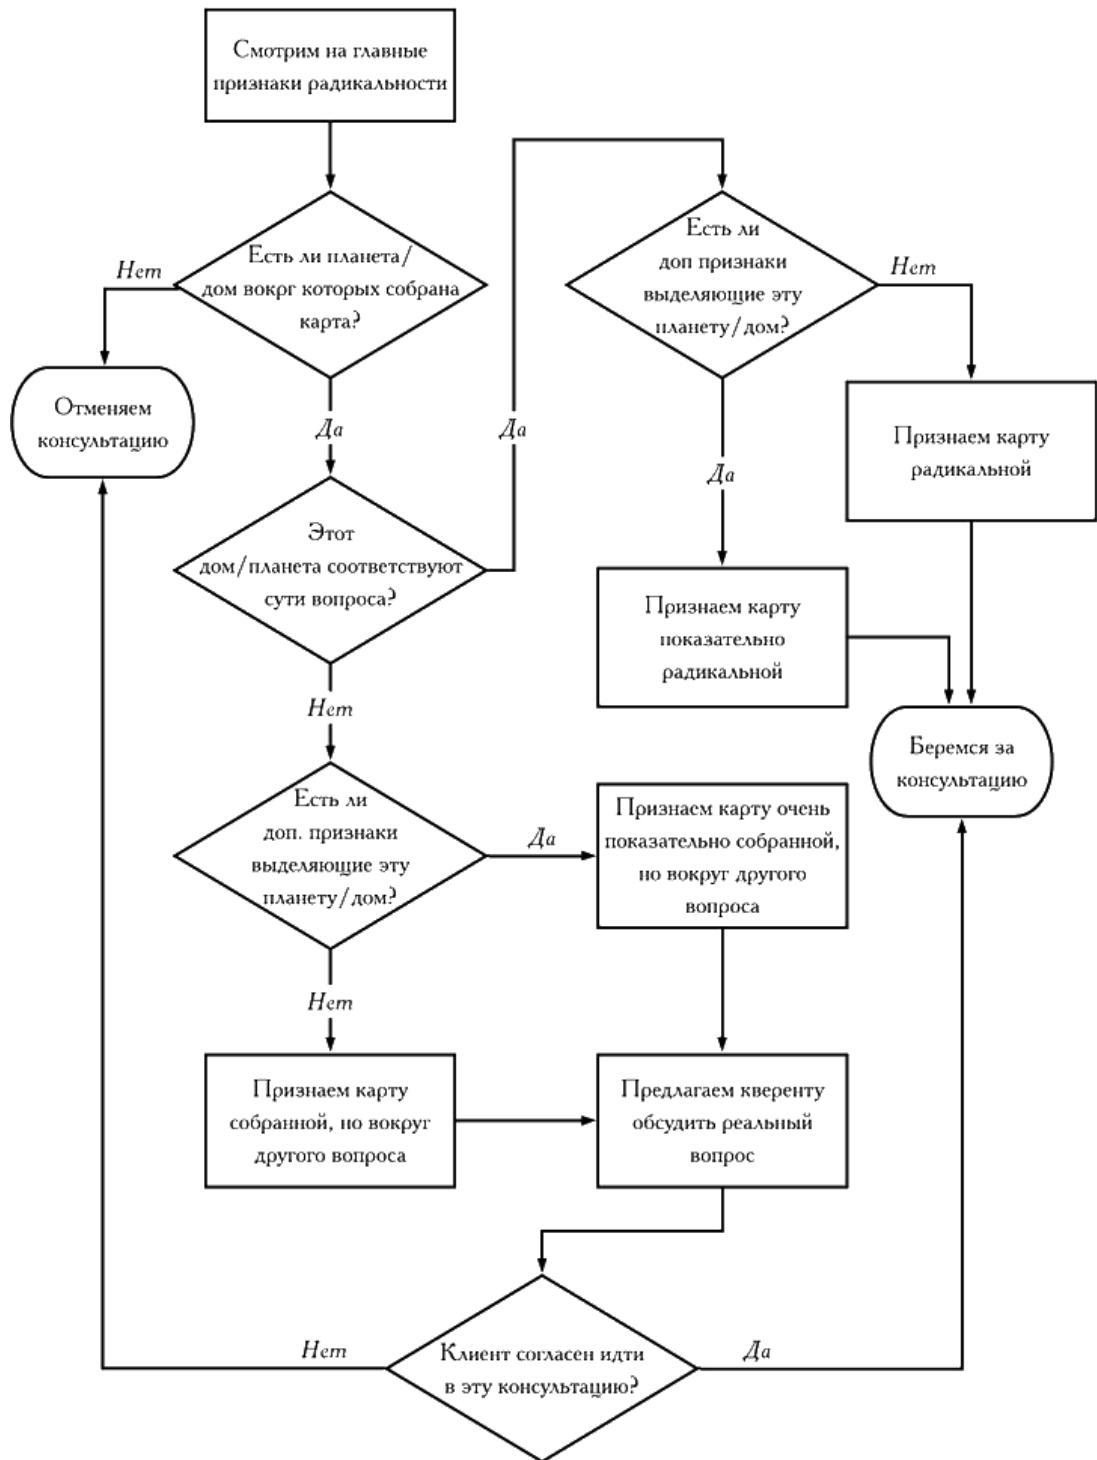 Смотрим на главные
признаки радикальности
Есть ли планета/
дом вокрг которых собрана
карта?
Нет
Отменяем
консультацию
Да
Этот
дом/планета соответствуют
сути вопроса?
Да
Есть ли
доп признаки
выделяющие эту
планету/дом?
Нет
Признаем карту
радикальной
Да
Признаем карту
показательно
радикальной
Беремся за
консультацию
Нет
Есть ли
доп. признаки
выделяющие эту
планету/дом?
Да
Признаем карту очень
показательно собранной,
но вокруг другого
вопроса
Нет
Признаем карту
собранной, но вокруг
другого вопроса
Предлагаем кверенту
обсудить реальный
вопрос
Клиент согласен идти
в эту консультацию?
Нет
Да